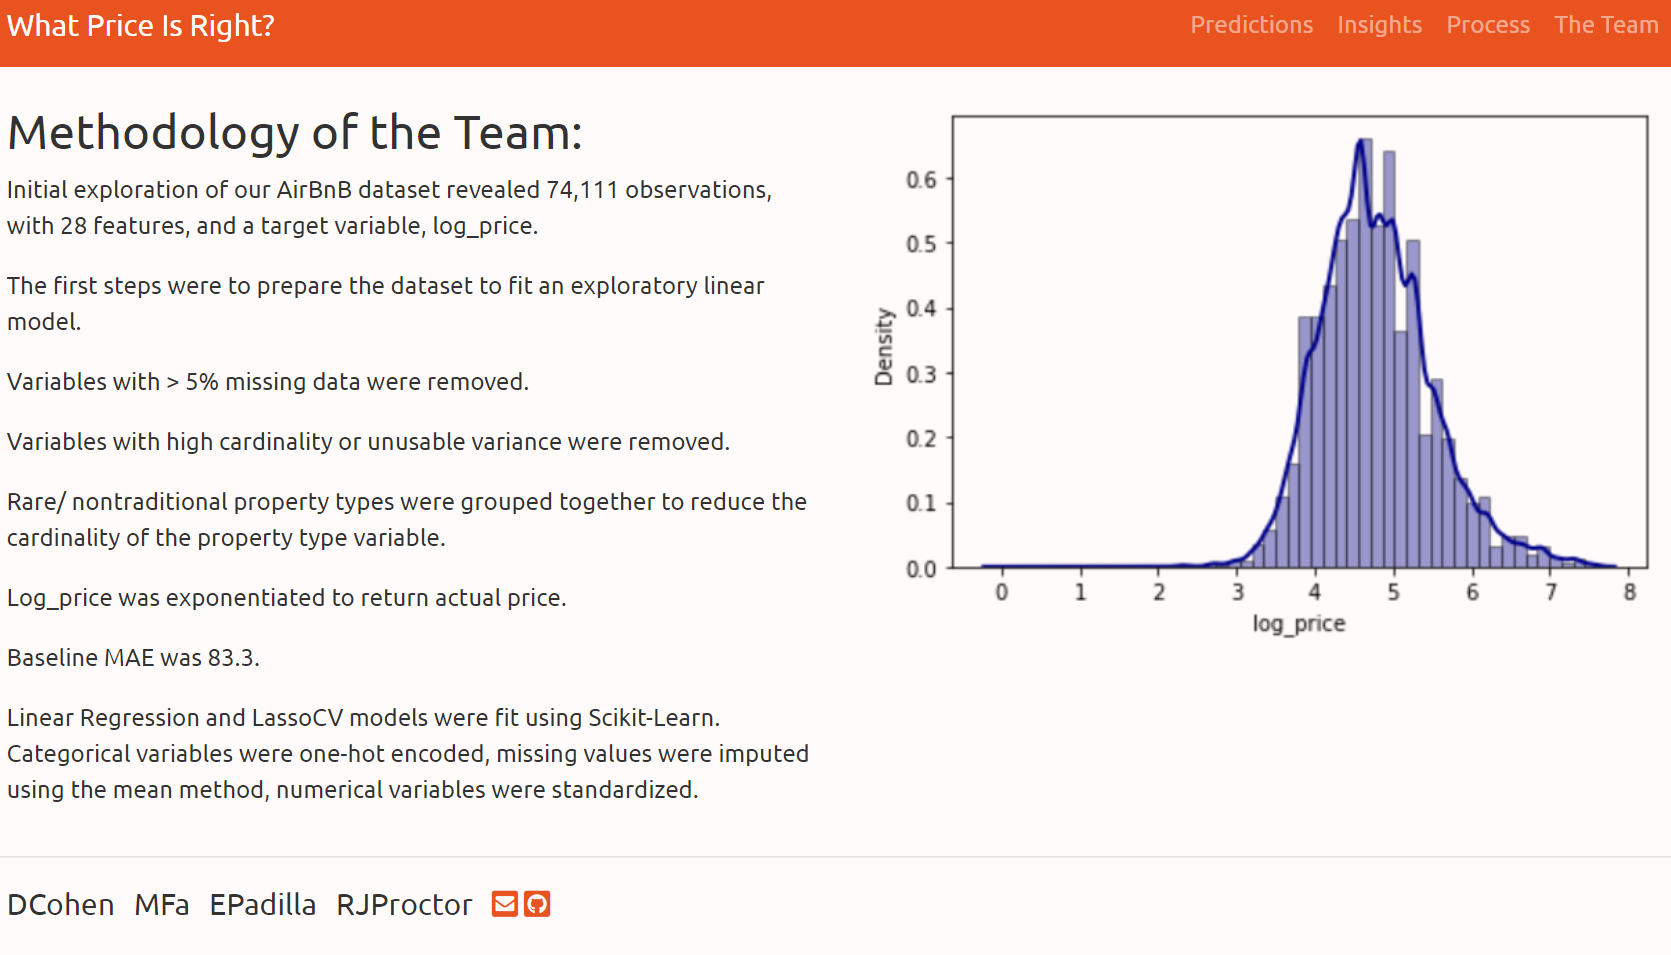 What Price Is Right?
Predictions Insights Process The Team
Methodology of the Team:
Initial exploration of our AirBnB dataset revealed 74,111 observations,
with 28 features, and a target variable, log_price.
The first steps were to prepare the dataset to fit an exploratory linear
model.
Variables with > 5% missing data were removed.
Variables with high cardinality or unusable variance were removed.
Rare/ nontraditional property types were grouped together to reduce the
cardinality of the property type variable.
Log_price was exponentiated to return actual price.
Baseline MAE was 83.3.
Linear Regression and LassoCV models were fit using Scikit-Learn.
Categorical variables were one-hot encoded, missing values were imputed
using the mean method, numerical variables were standardized.
Density
0.6
0.5
0.4
0.3
0.2
0.1
0.0
0 1 2 3 4 5 6 7 8
log_price
DCohen MFa EPadilla RJProctor